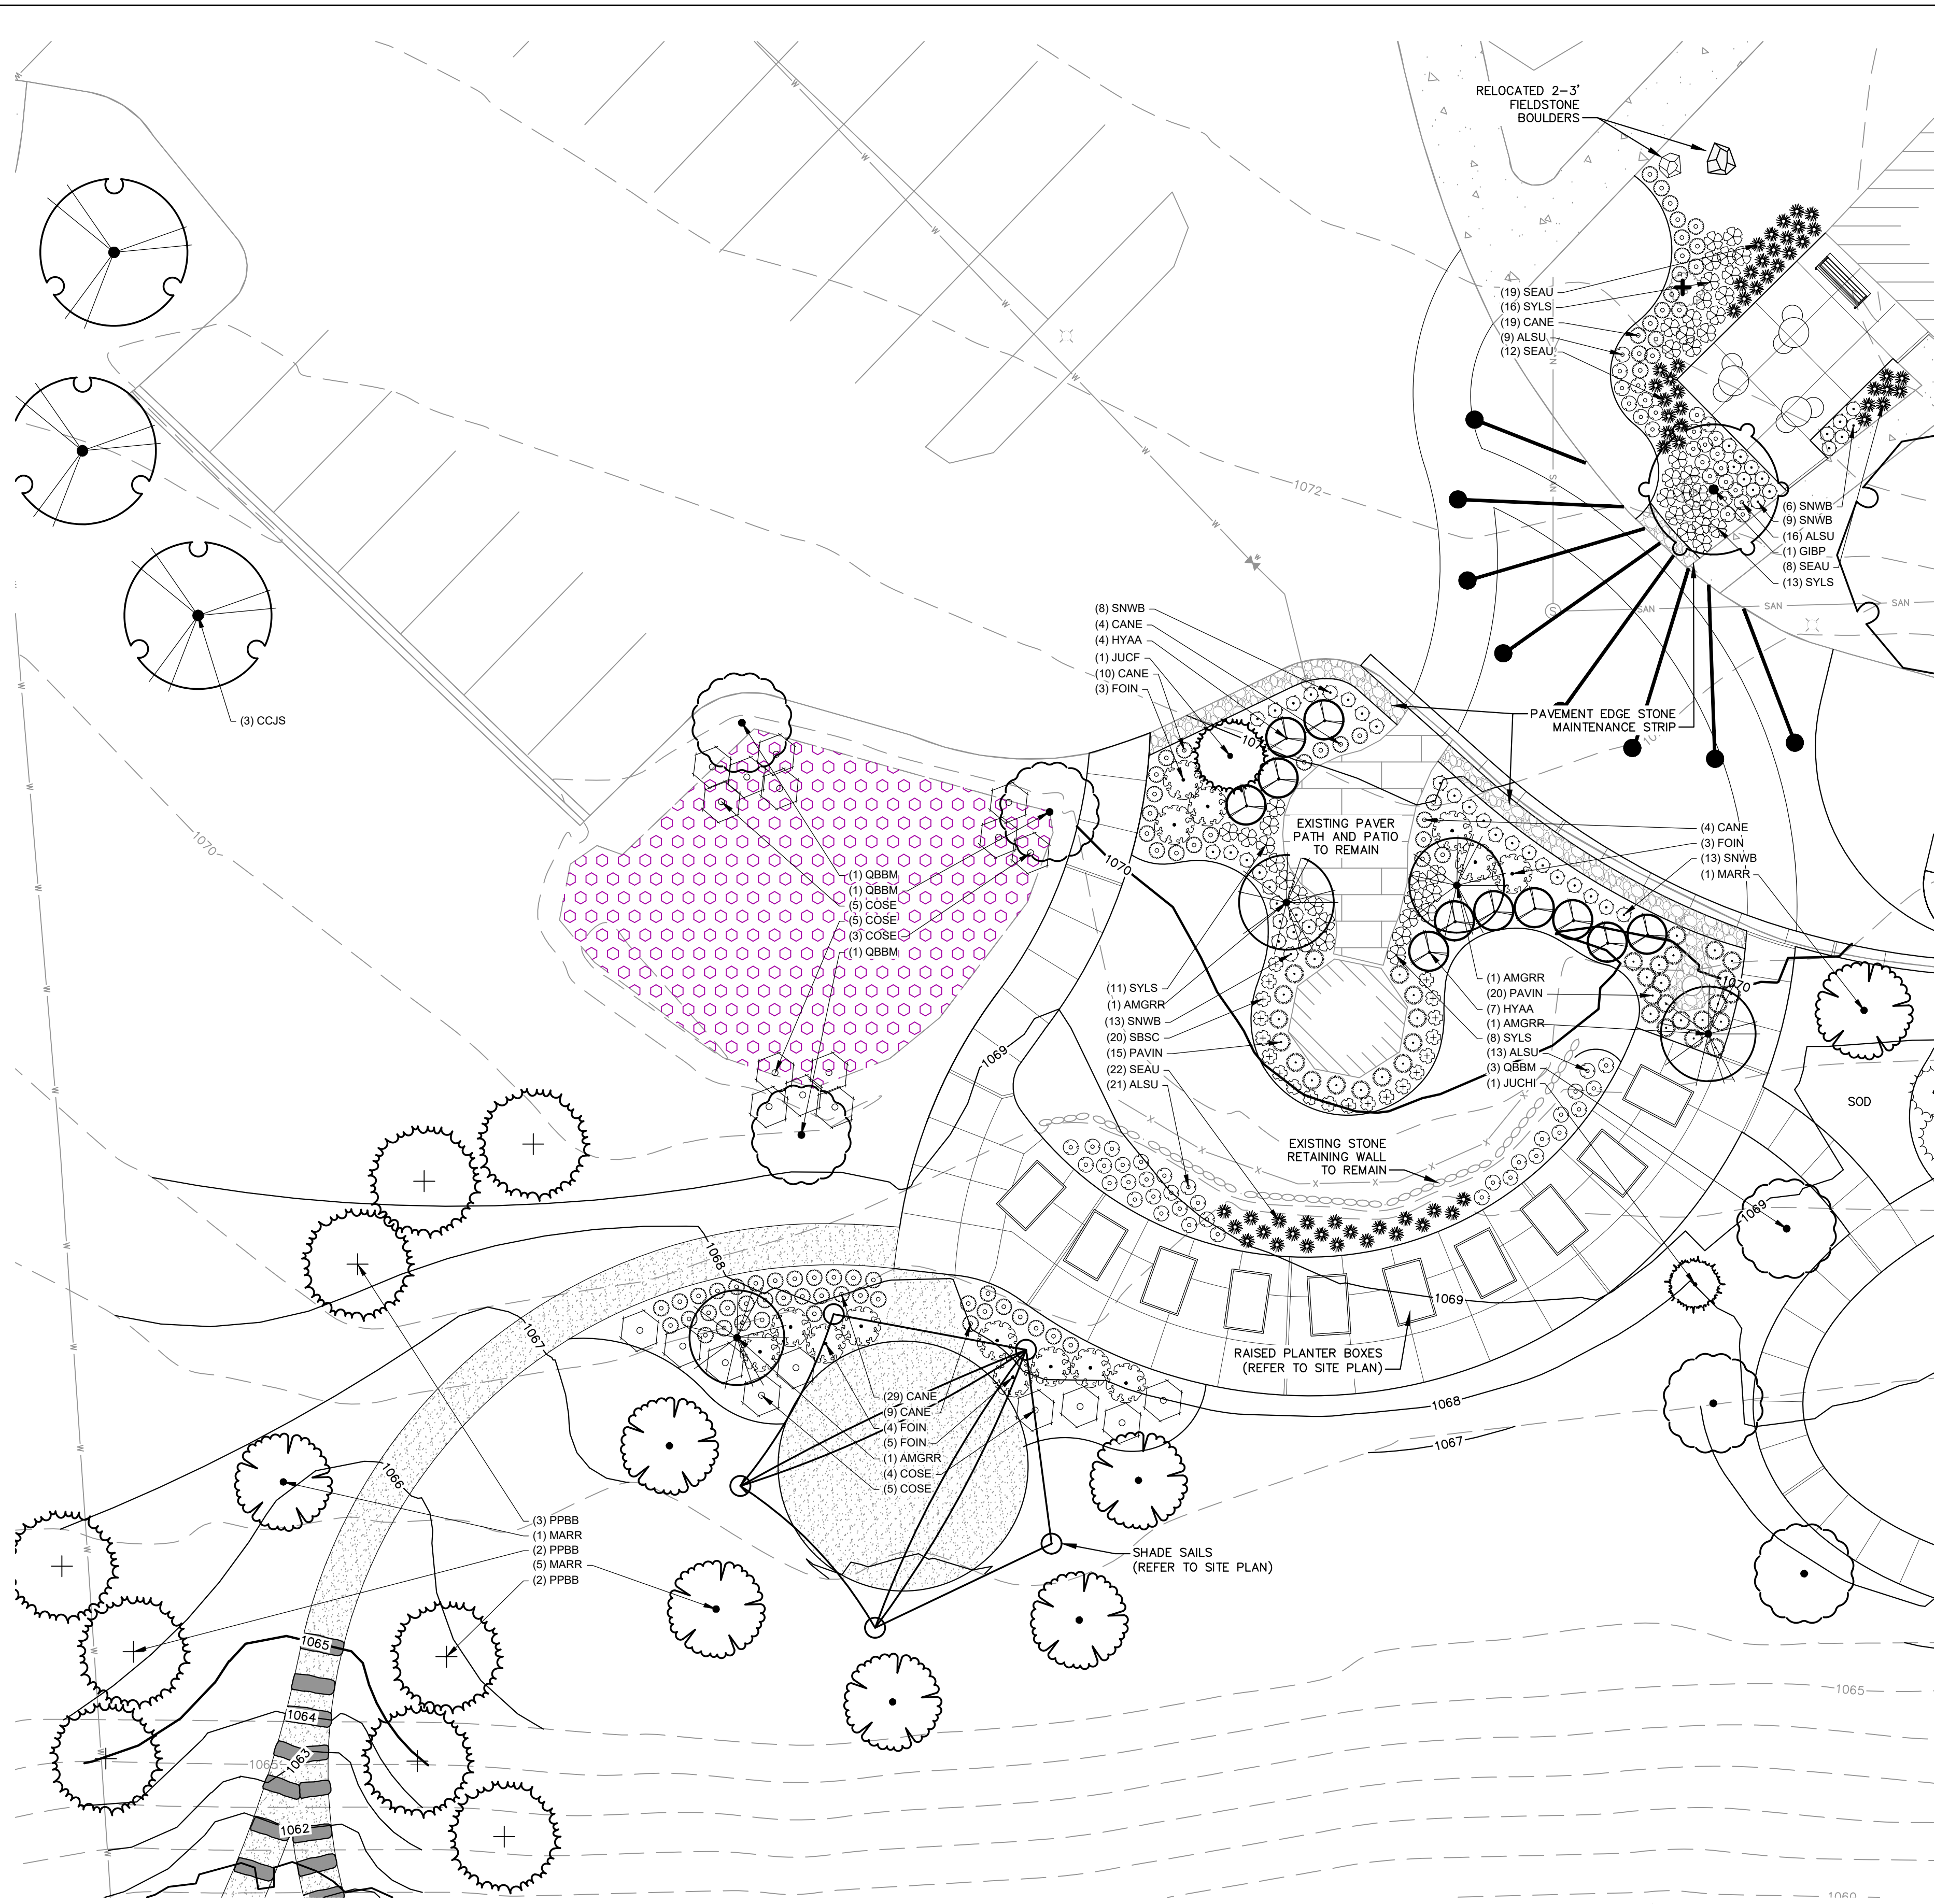 RELOCATED 2-3'
FIELDSTONE
BOULDERS
(19) SEAU
(16) SYLS
(19) CANE
(9) ALSU
(12) SEAU
1072
(6) SNWB
(9) SNWB
(16) ALSU
(1) GIBP
(8) SEAU
(13) SYLS
S
SAN
SAN
SAN
(8) SNWB
(4) CANE
(4) HYAA
(1) JUCF
(10) CANE
(3) FOIN
PAVEMENT EDGE STONE
MAINTENANCE STRIP
(3) CCJS
EXISTING PAVER
PATH AND PATIO
TO REMAIN
(4) CANE
(3) FOIN
(13) SNWB
(1) MARR
1070
1070
(1) QBBM
(1) QBBM
(5) COSE
(5) COSE
(3) COSE
(1) QBBM
(11) SYLS
(1) AMGRR
(13) SNWB
(20) SBSC
(15) PAVIN
(22) SEAU
(21) ALSU
(1) AMGRR
(20) PAVIN
(7) HYAA
(1) AMGRR
(8) SYLS
(13) ALSU
(3) QBBM
(1) JUCHI
1070
1069
SOD
EXISTING STONE
RETAINING WALL
TO REMAIN
1069
1068
1069
RAISED PLANTER BOXES
(REFER TO SITE PLAN)
1067
1068
1067
(29) CANE
(9) CANE
(4) FOIN
(5) FOIN
(1) AMGRR
(4) COSE
(5) COSE
1066
(3) PPBB
(1) MARR
(2) PPBB
(5) MARR
(2) PPBB
SHADE SAILS
(REFER TO SITE PLAN)
1065
1065
1064
1063
1065
1062
1060